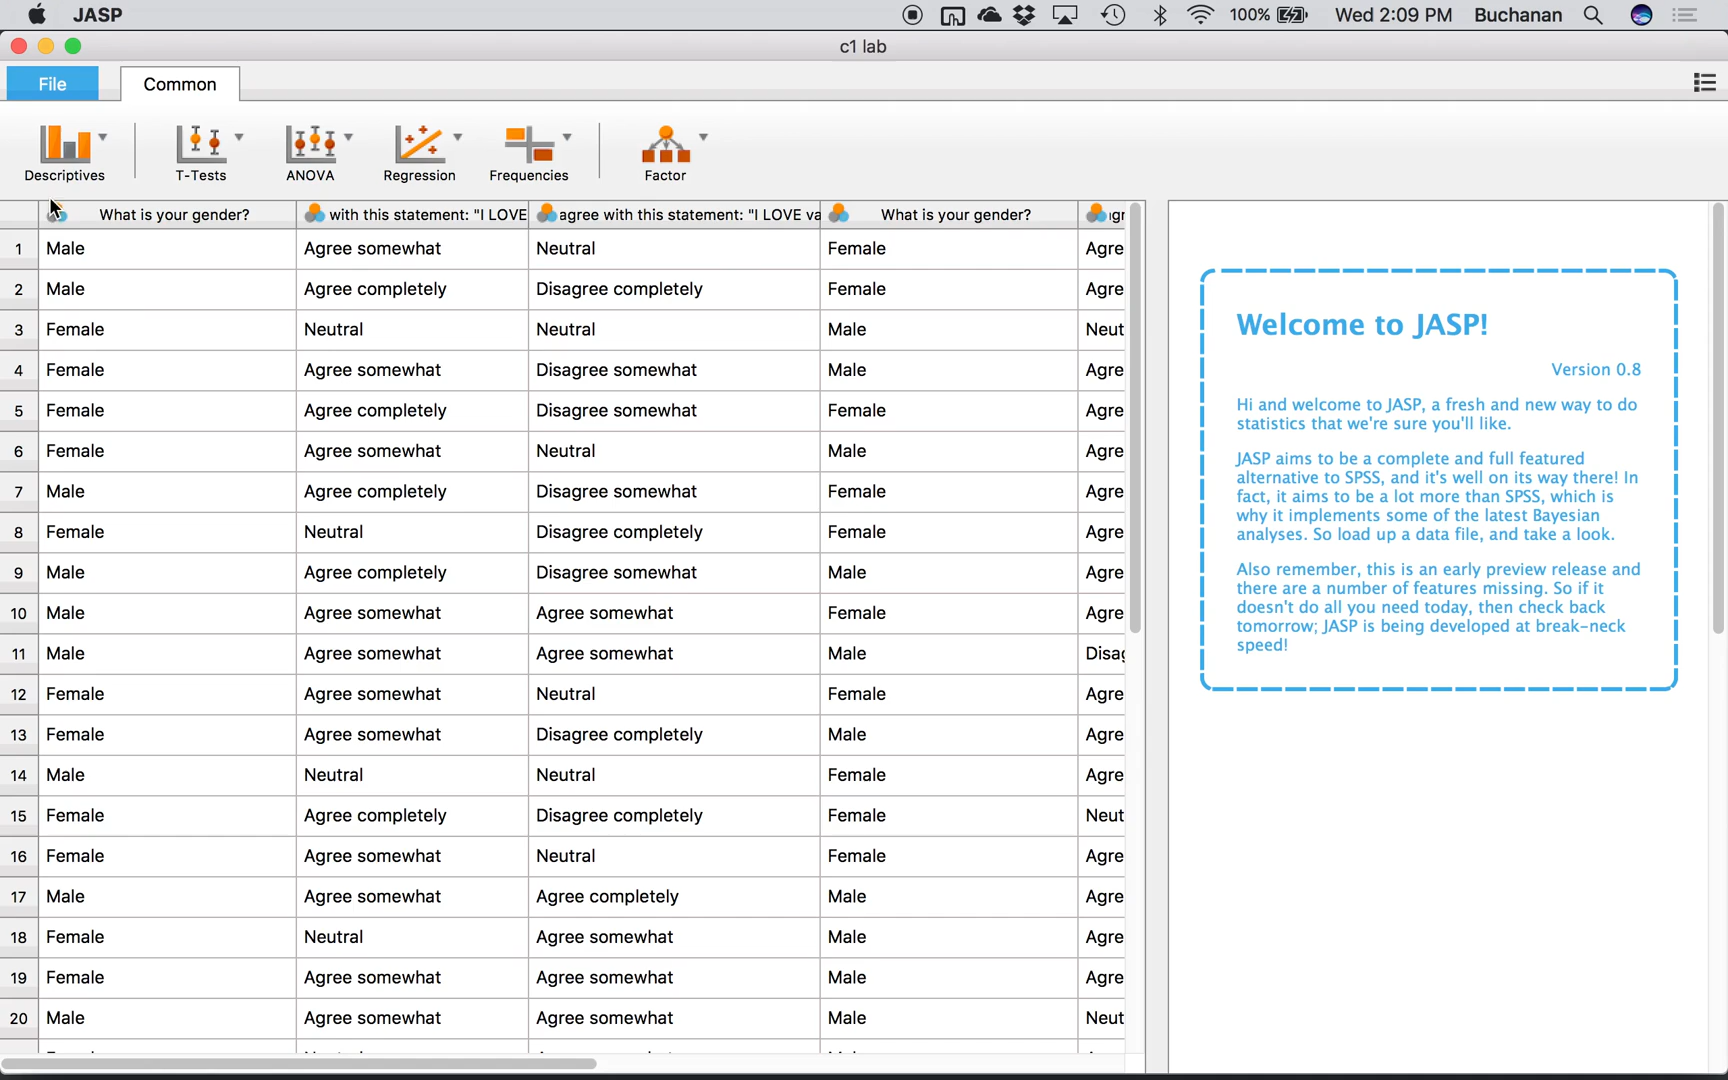 JASP 100% Wed 2:09 PM Buchanan
c1 lab
File Common
Descriptives T-Tests ANOVA Regression Frequencies Factor
What is your gender? with this statement: "I LOVE agree with this statement: "I LOVE va What is your gender?
1 Male Agree somewhat Neutral Female Agre
2 Male Agree completely Disagree completely Female Agre
3 Female Neutral Neutral Male Neut
4 Female Agree somewhat Disagree somewhat Male Agre
5 Female Agree completely Disagree somewhat Female Agre
6 Female Agree somewhat Neutral Male Agre
7 Male Agree completely Disagree somewhat Female Agre
8 Female Neutral Disagree completely Female Agre
9 Male Agree completely Disagree somewhat Male Agre
10 Male Agree somewhat Agree somewhat Female Agre
11 Male Agree somewhat Agree somewhat Male Disag
12 Female Agree somewhat Neutral Female Agre
13 Female Agree somewhat Disagree completely Male Agre
14 Male Neutral Neutral Female Agre
15 Female Agree completely Disagree completely Female Neut
16 Female Agree somewhat Neutral Female Agre
17 Male Agree somewhat Agree completely Male Agre
18 Female Neutral Agree somewhat Male Agre
19 Female Agree somewhat Agree somewhat Male Agre
20 Male Agree somewhat Agree somewhat Male Neut
Welcome to JASP!
Version 0.8
Hi and welcome to JASP, a fresh and new way to do
statistics that we're sure you'll like.
JASP aims to be a complete and full featured
alternative to SPSS, and it's well on its way there! In
fact, it aims to be a lot more than SPSS, which is
why it implements some of the latest Bayesian
analyses. So load up a data file, and take a look.
Also remember, this is an early preview release and
there are a number of features missing. So if it
doesn't do all you need today, then check back
tomorrow; JASP is being developed at break-neck
speed!